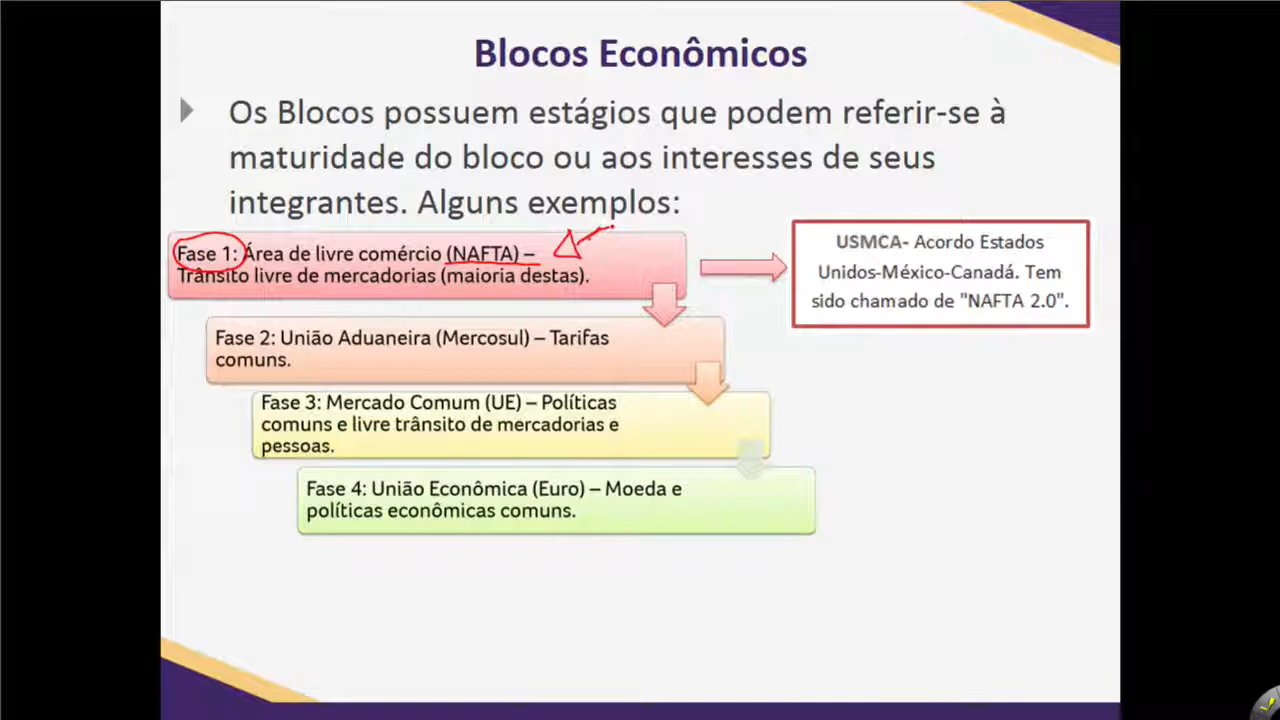 Blocos Econômicos
Os Blocos possuem estágios que podem referir-se à
maturidade do bloco ou aos interesses de seus
integrantes. Alguns exemplos:
Fase 1: Área de livre comércio (NAFTA) –
Trânsito livre de mercadorias (maioria destas).
USMCA- Acordo Estados
Unidos-México-Canadá. Tem
sido chamado de "NAFTA 2.0".
Fase 2: União Aduaneira (Mercosul) – Tarifas
comuns.
Fase 3: Mercado Comum (UE) – Políticas
comuns e livre trânsito de mercadorias e
pessoas.
Fase 4: União Econômica (Euro) – Moeda e
políticas econômicas comuns.